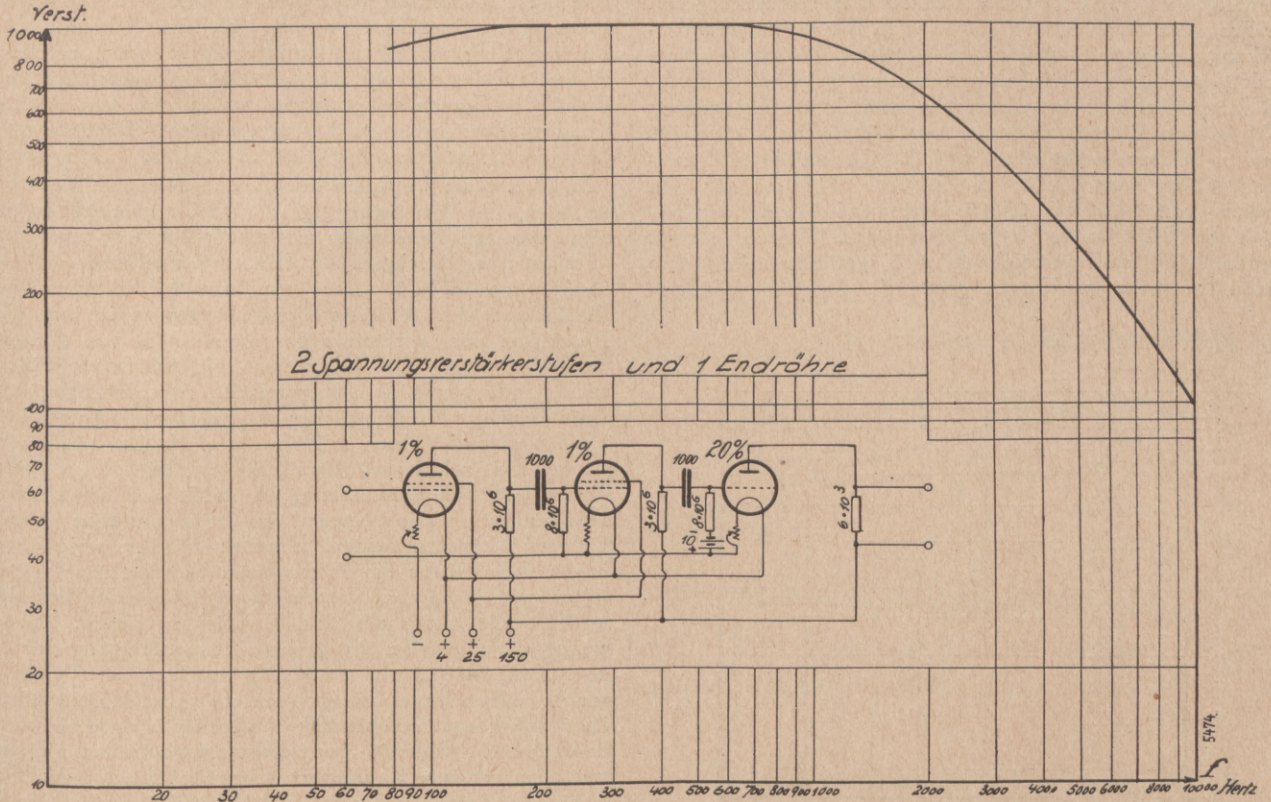 Verst.
1000
800
700
600
500
400
300
200
100
90
80
70
60
50
40
30
20
10
2 Spannungsverstärkerstufen und 1 Endröhre
1% 1% 20%
1000 1000
3·10⁶ 8·10⁶ 3·10⁶ 8·10⁶ 6·10³
10 - +
- + + +
4 25 150
20 30 40 50 60 70 80 90 100 200 300 400 500 600 700 800 900 1000 2000 3000 4000 5000 6000 8000 10000 Hertz
f
5474